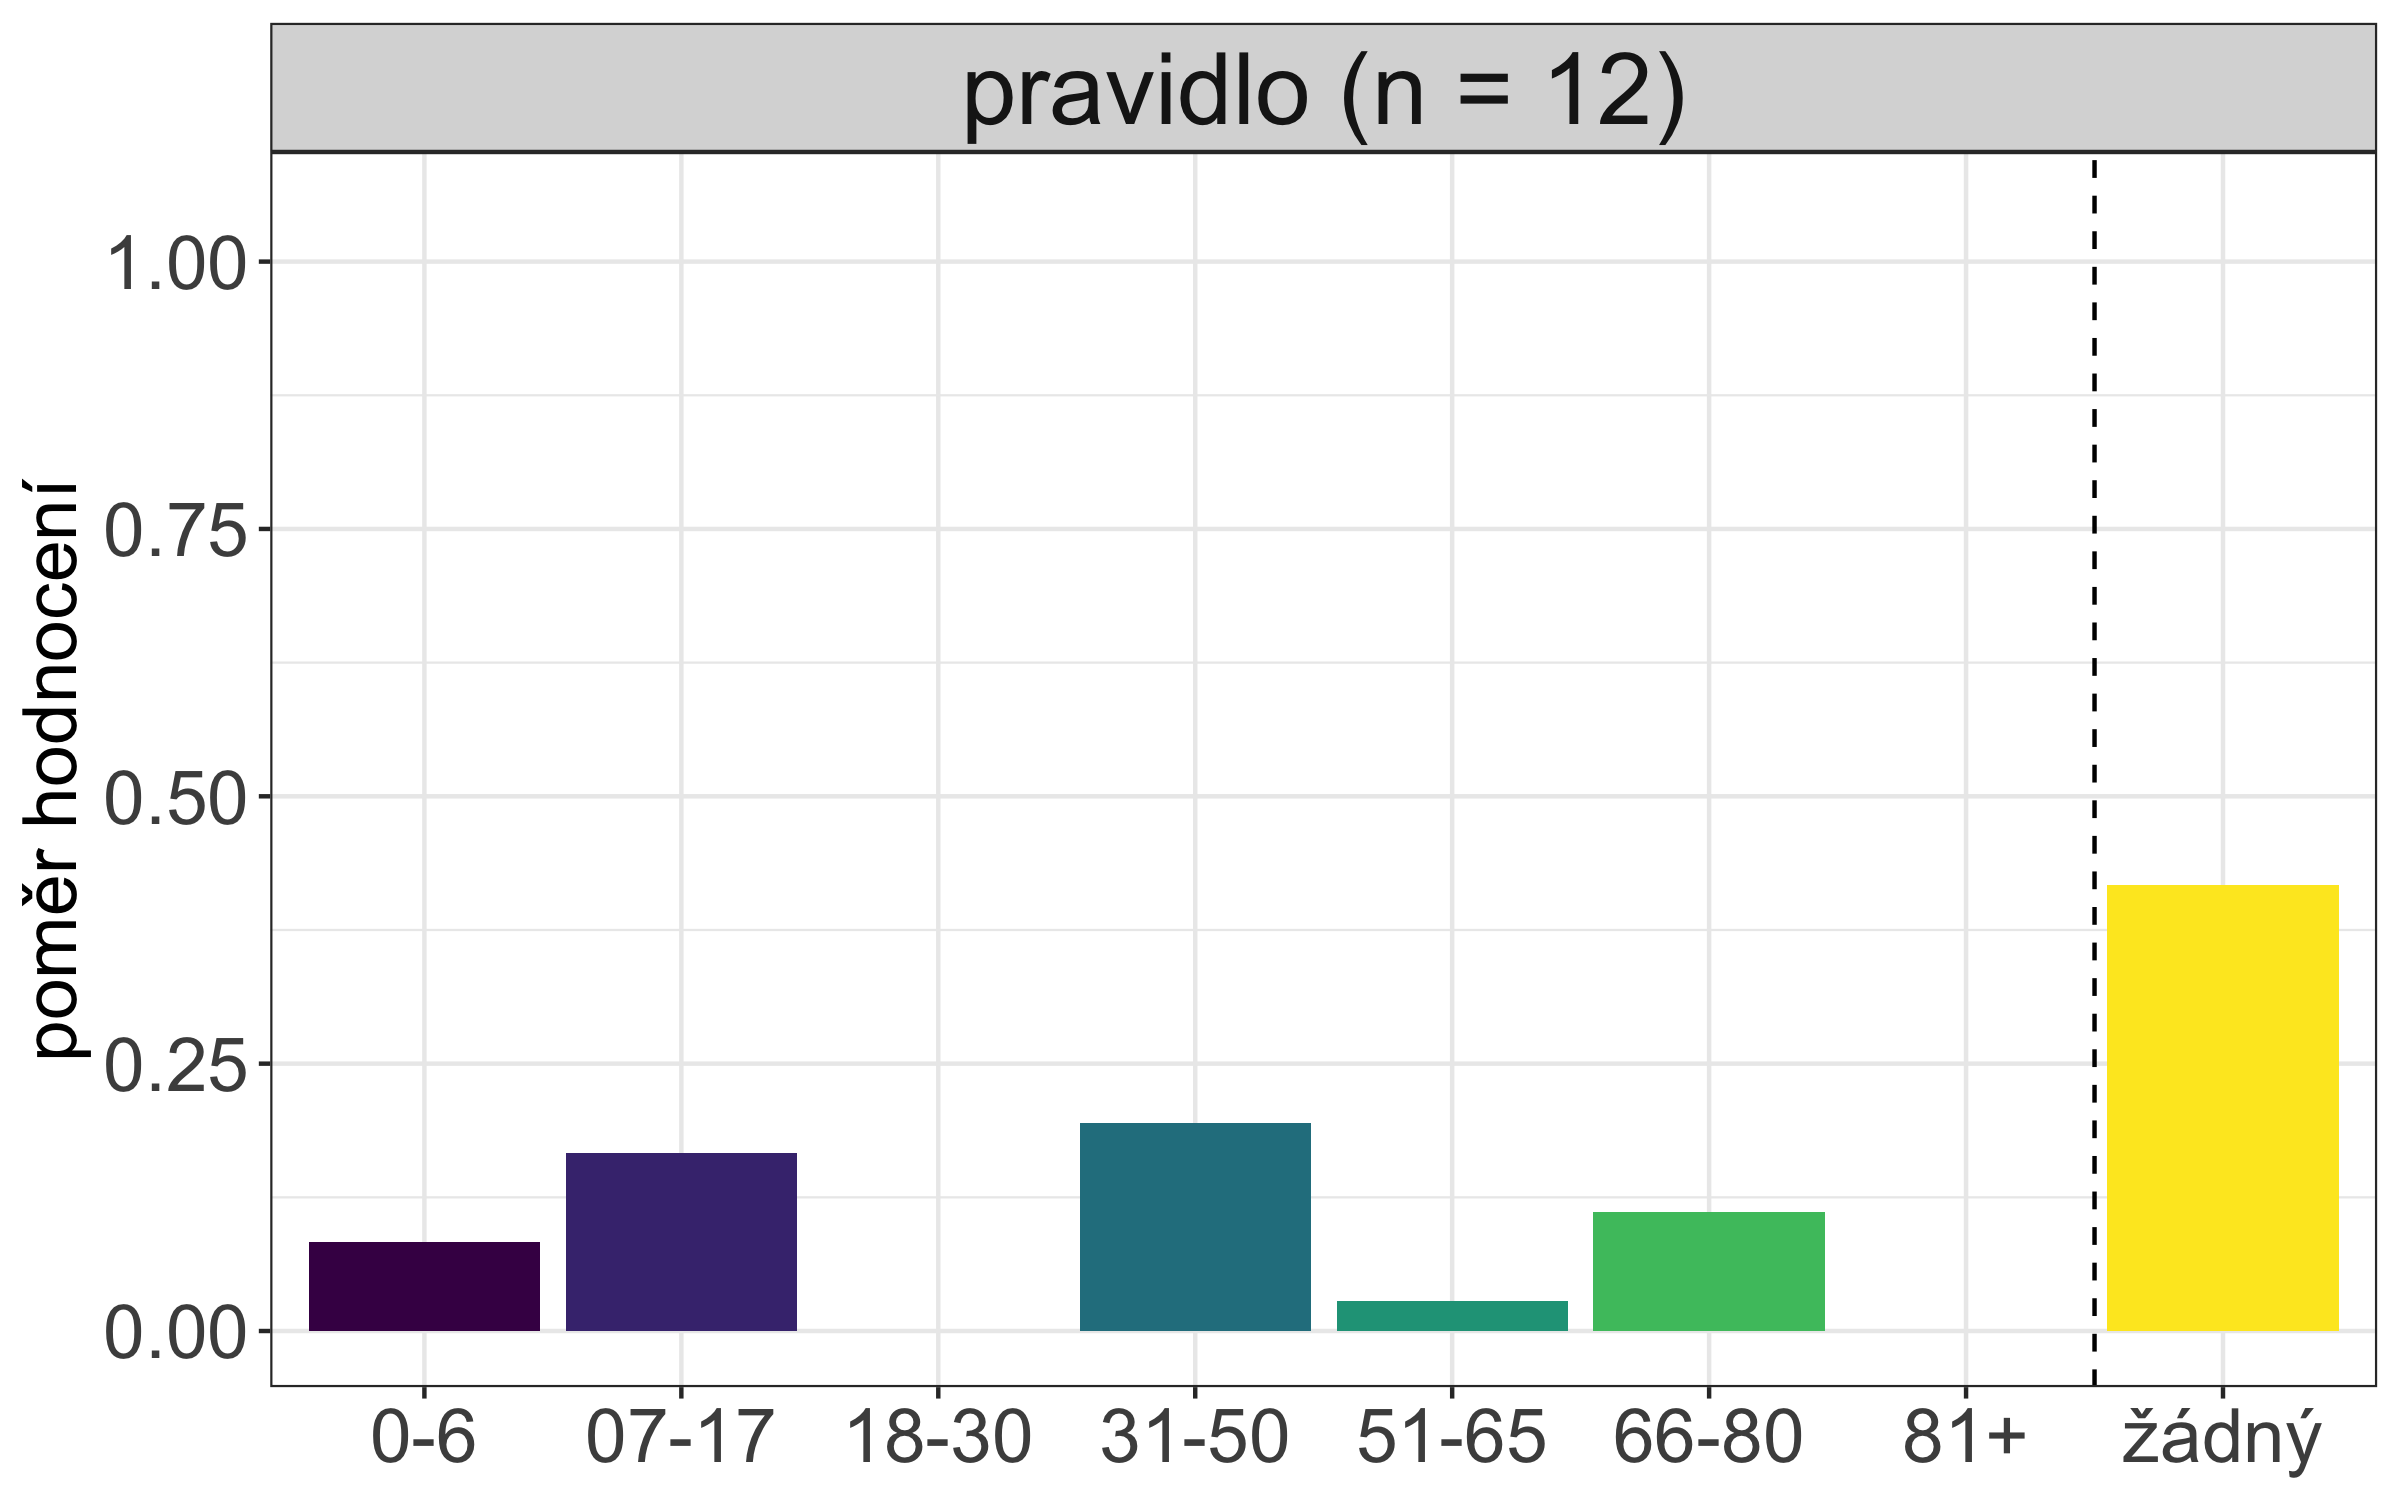 pravidlo (n = 12)
poměr hodnocení
1.00
0.75
0.50
0.25
0.00
0-6 07-17 18-30 31-50 51-65 66-80 81+ žádný